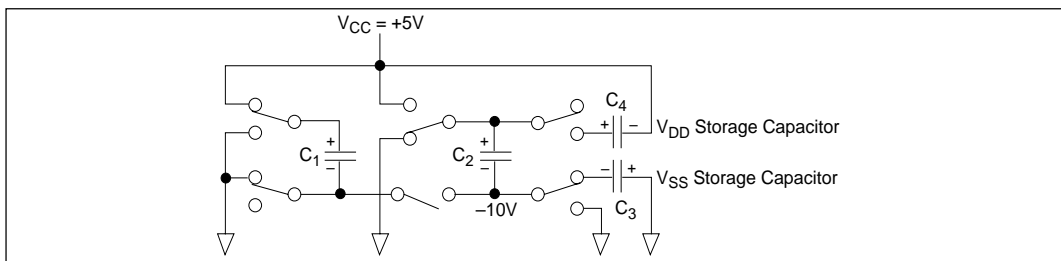 V_CC = +5V
C_4
+ –
V_DD Storage Capacitor
+
C_1
–
+
C_2
–
– +
V_SS Storage Capacitor
C_3
–10V